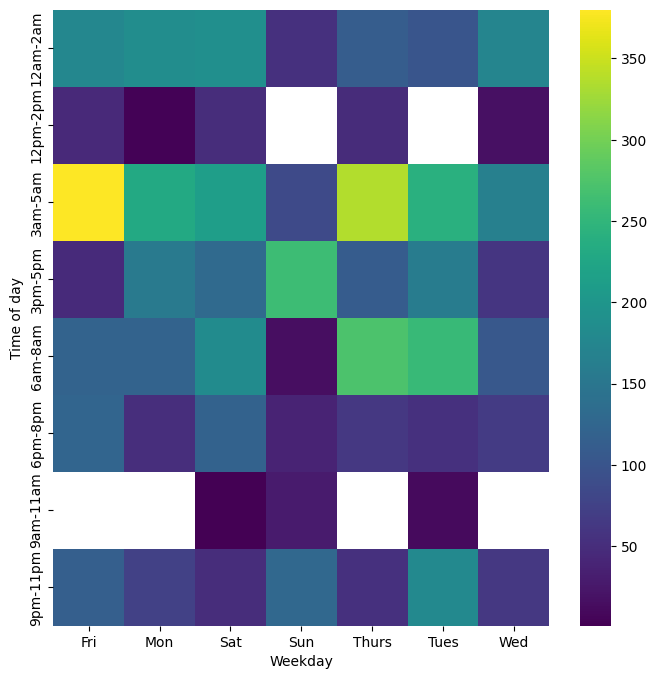 Time of day
12am-2am
12pm-2pm
3am-5am
3pm-5pm
6am-8am
6pm-8pm
9am-11am
9pm-11pm
Fri Mon Sat Sun Thurs Tues Wed
Weekday
350
300
250
200
150
100
50